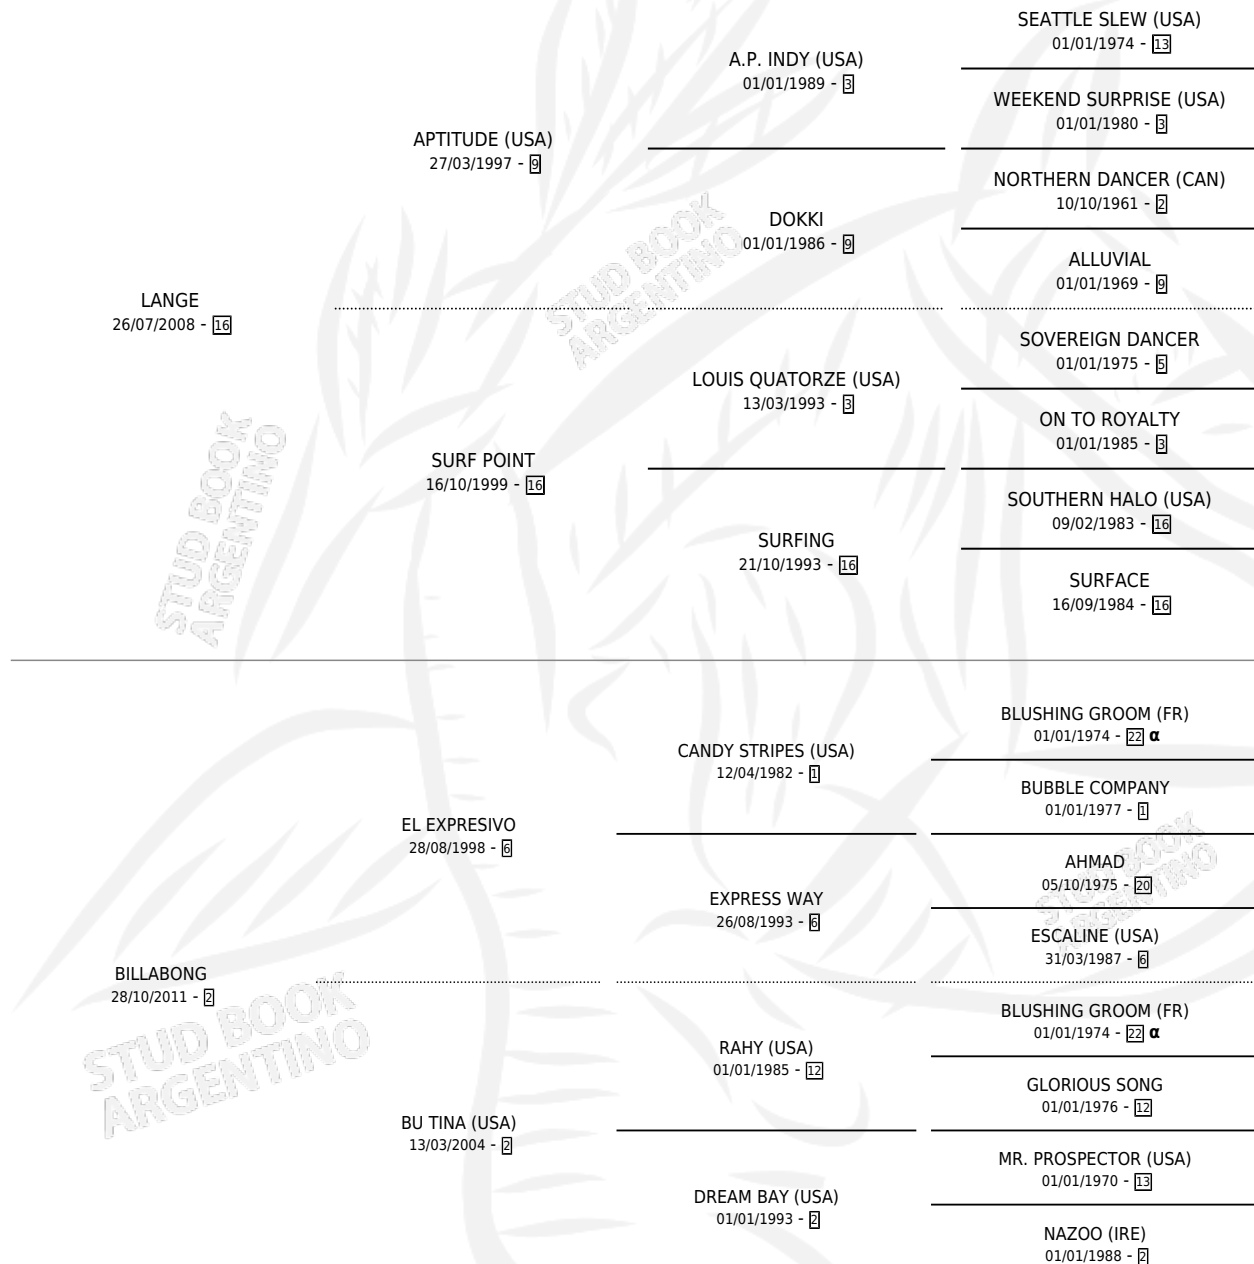 SEATTLE SLEW (USA)
01/01/1974 - 13
A.P. INDY (USA)
01/01/1989 - 3
WEEKEND SURPRISE (USA)
01/01/1980 - 3
APTITUDE (USA)
27/03/1997 - 9
NORTHERN DANCER (CAN)
10/10/1961 - 2
DOKKI
01/01/1986 - 9
ALLUVIAL
01/01/1969 - 9
LANGE
26/07/2008 - 16
SOVEREIGN DANCER
01/01/1975 - 5
LOUIS QUATORZE (USA)
13/03/1993 - 3
ON TO ROYALTY
01/01/1985 - 3
SURF POINT
16/10/1999 - 16
SOUTHERN HALO (USA)
09/02/1983 - 16
SURFING
21/10/1993 - 16
SURFACE
16/09/1984 - 16
BLUSHING GROOM (FR)
01/01/1974 - 22 α
CANDY STRIPES (USA)
12/04/1982 - 1
BUBBLE COMPANY
01/01/1977 - 1
EL EXPRESIVO
28/08/1998 - 6
AHMAD
05/10/1975 - 20
EXPRESS WAY
26/08/1993 - 6
ESCALINE (USA)
31/03/1987 - 6
BILLABONG
28/10/2011 - 2
BLUSHING GROOM (FR)
01/01/1974 - 22 α
RAHY (USA)
01/01/1985 - 12
GLORIOUS SONG
01/01/1976 - 12
BU TINA (USA)
13/03/2004 - 2
MR. PROSPECTOR (USA)
01/01/1970 - 13
DREAM BAY (USA)
01/01/1993 - 2
NAZOO (IRE)
01/01/1988 - 2
STUD BOOK
ARGENTINO
STUD BOOK
ARGENTINO
STUD BOOK
ARGENTINO
STUD BOOK
ARGENTINO